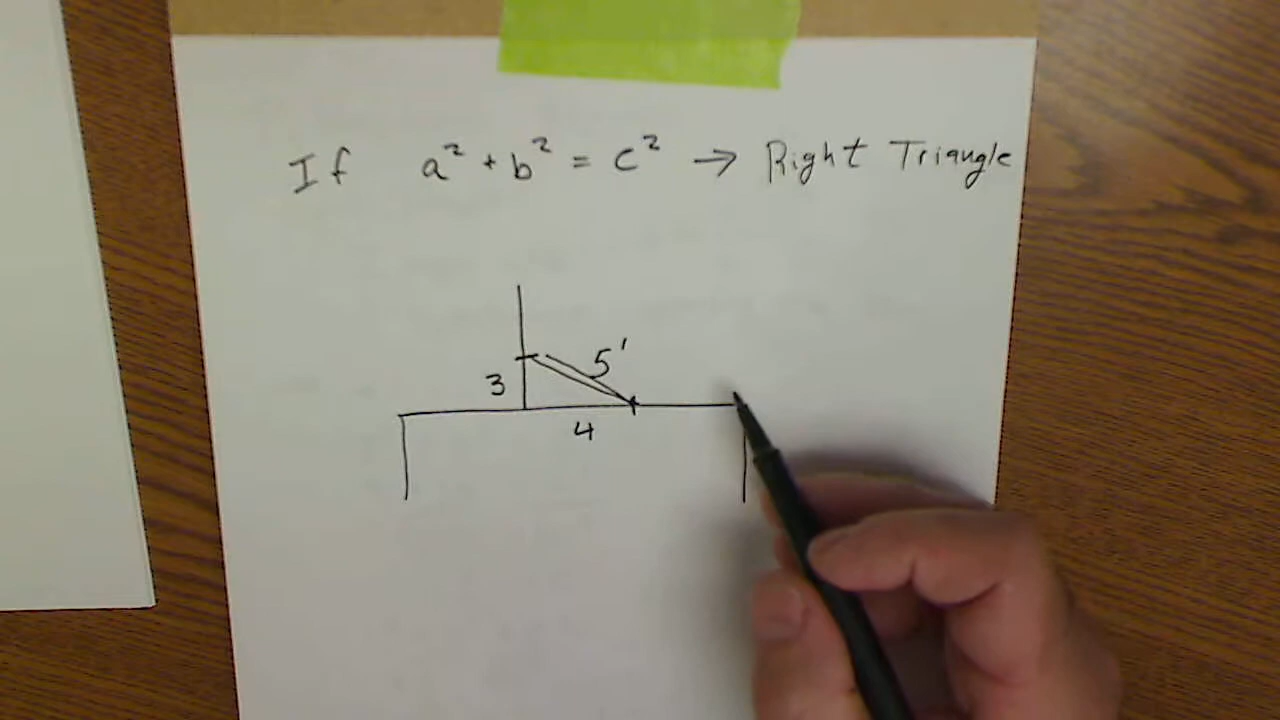 If a² + b² = c² → Right Triangle
5'
3
4